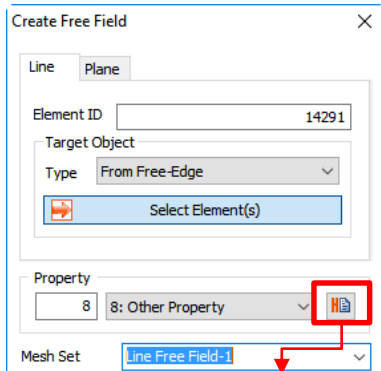 Create Free Field
Line Plane
Element ID 14291
Target Object
Type From Free-Edge
Select Element(s)
Property
8 8: Other Property
Mesh Set Line Free Field-1